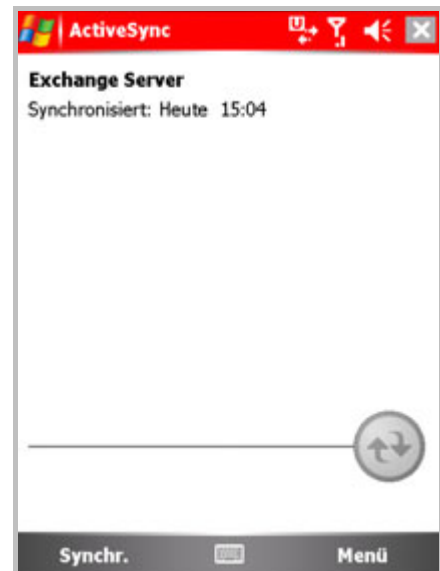 ActiveSync
Exchange Server
Synchronisiert: Heute 15:04
Synchr. Menü